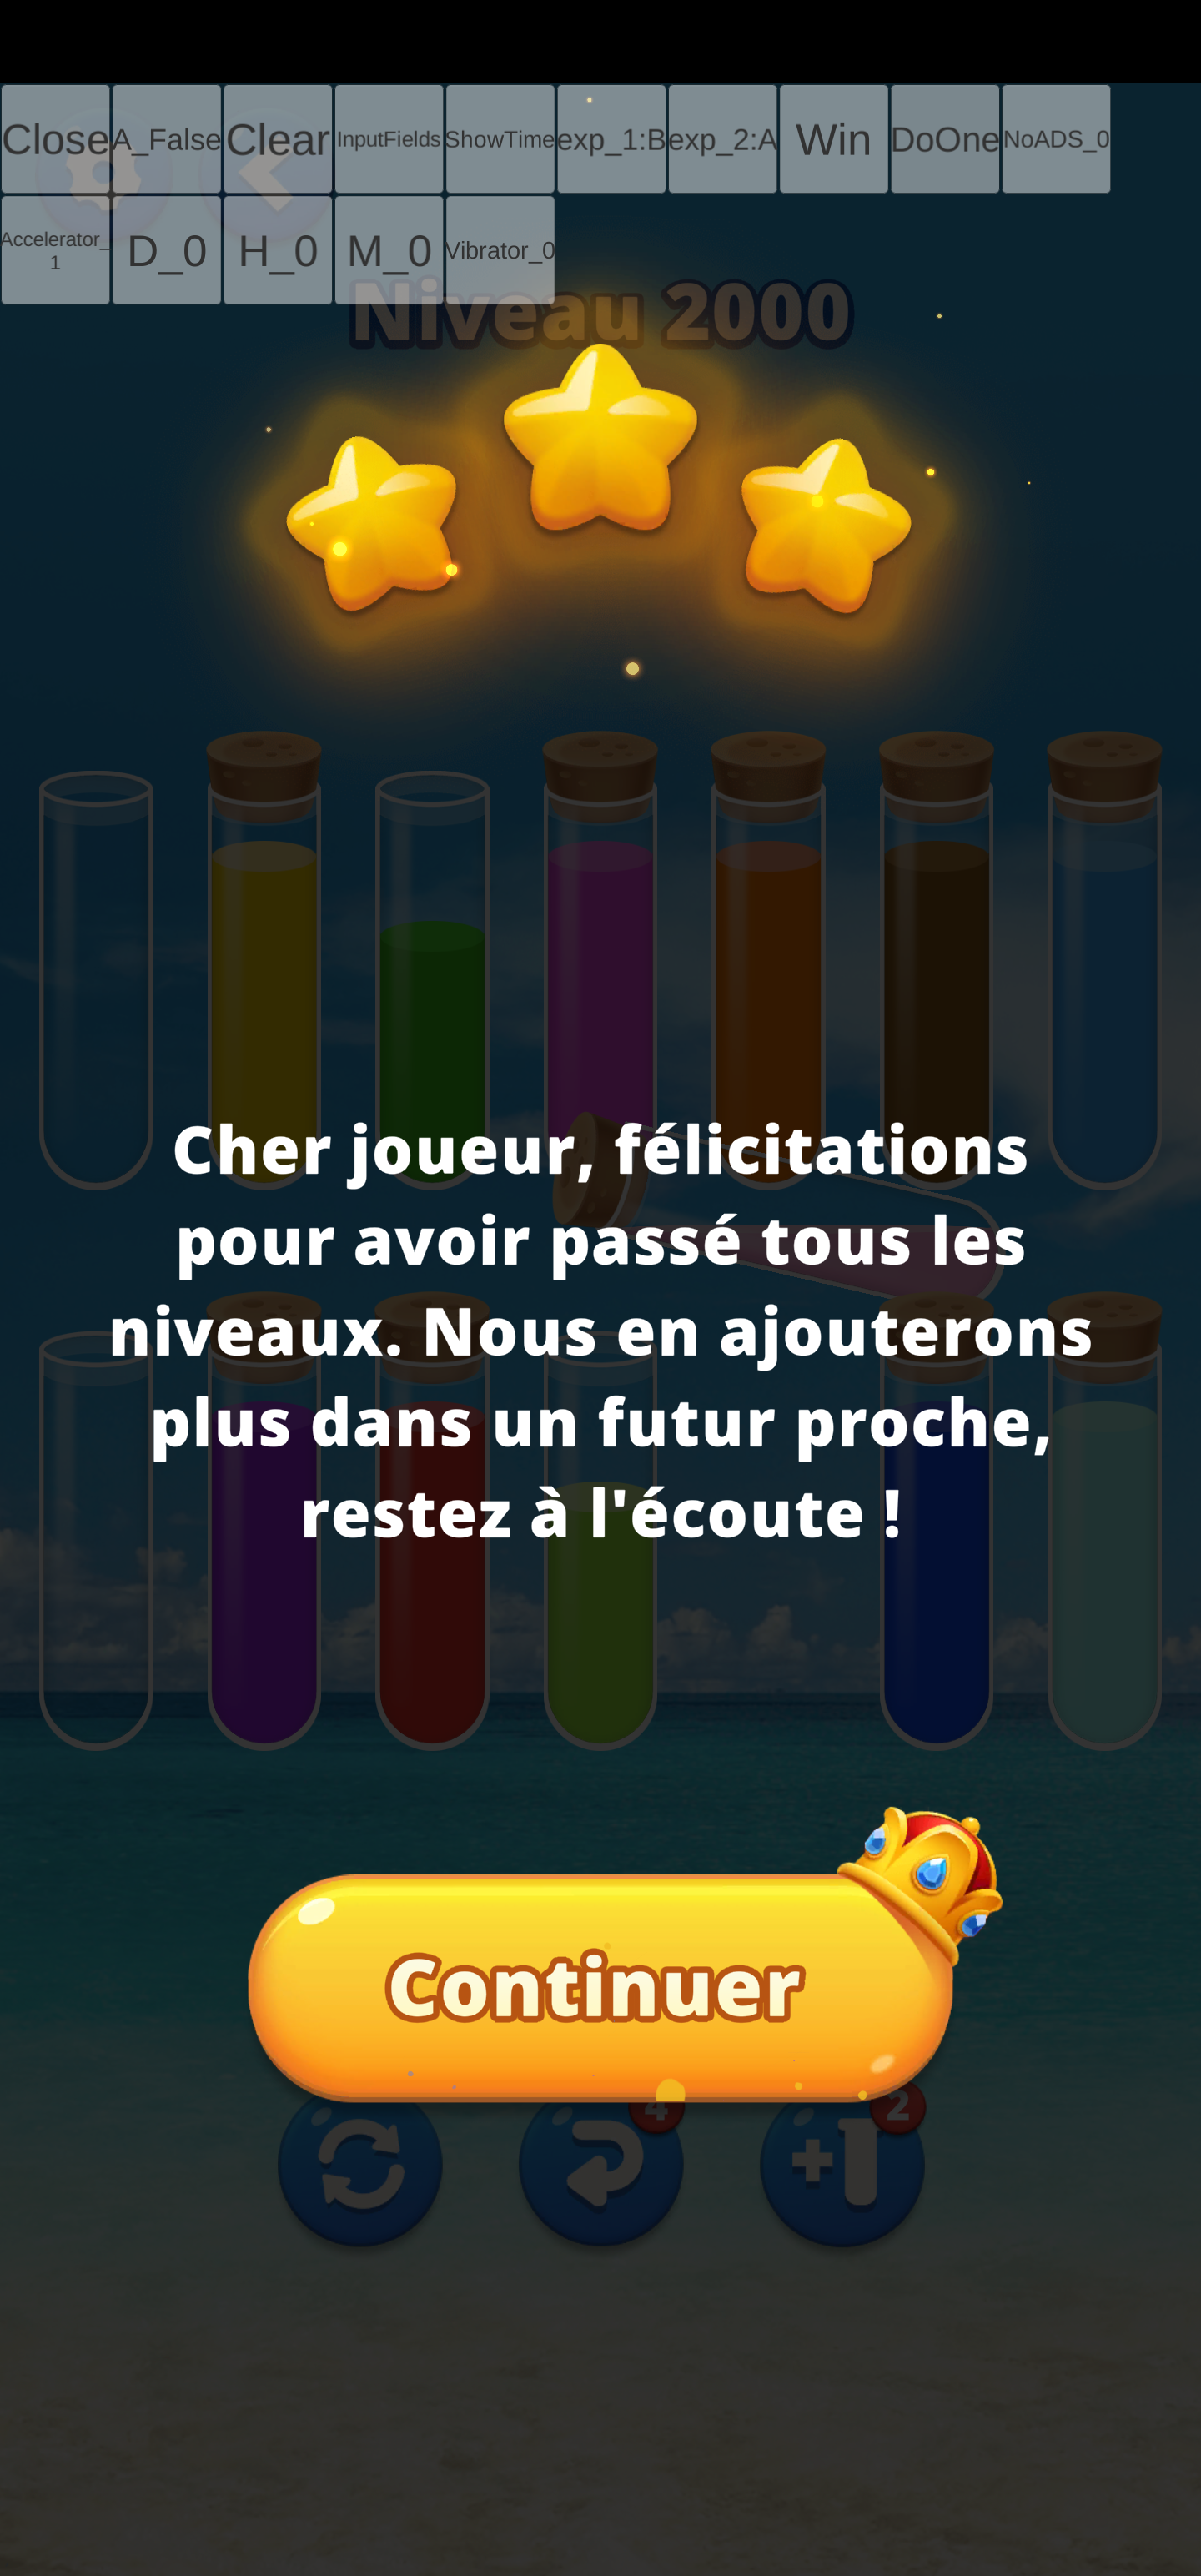 Close A_False Clear InputFields ShowTime exp_1:B exp_2:A Win DoOne NoADS_0
Accelerator_1 D_0 H_0 M_0 Vibrator_0
Niveau 2000
Cher joueur, félicitations
pour avoir passé tous les
niveaux. Nous en ajouterons
plus dans un futur proche,
restez à l'écoute !
Continuer
4 2